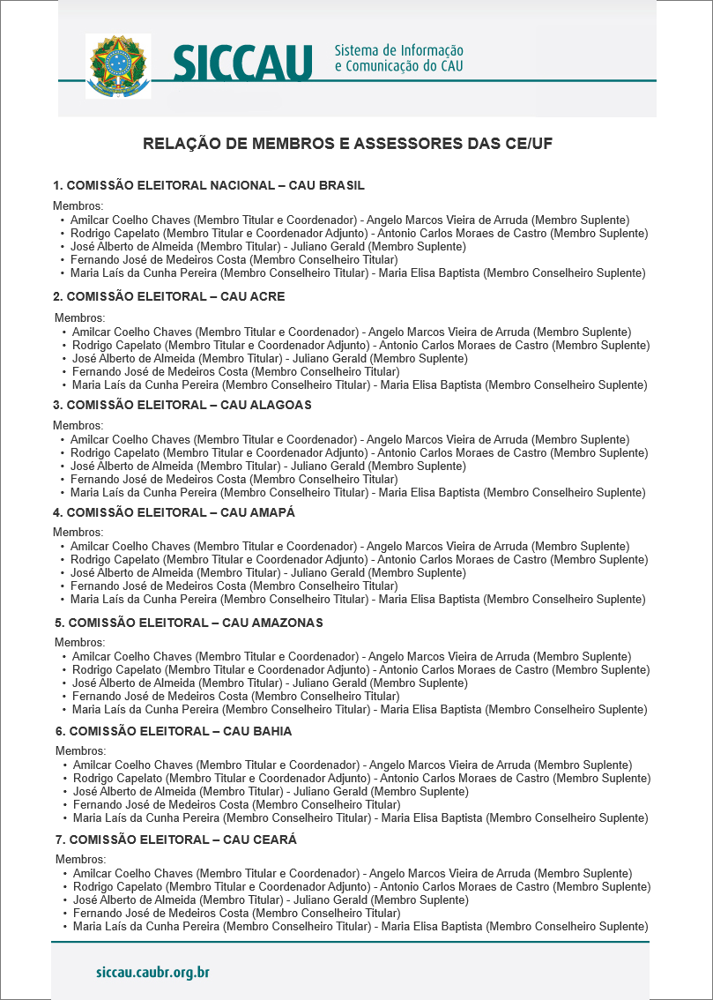 SICCAU
Sistema de Informação
e Comunicação do CAU
RELAÇÃO DE MEMBROS E ASSESSORES DAS CE/UF
1. COMISSÃO ELEITORAL NACIONAL – CAU BRASIL
Membros:
• Amilcar Coelho Chaves (Membro Titular e Coordenador) - Angelo Marcos Vieira de Arruda (Membro Suplente)
• Rodrigo Capelato (Membro Titular e Coordenador Adjunto) - Antonio Carlos Moraes de Castro (Membro Suplente)
• José Alberto de Almeida (Membro Titular) - Juliano Gerald (Membro Suplente)
• Fernando José de Medeiros Costa (Membro Conselheiro Titular)
• Maria Laís da Cunha Pereira (Membro Conselheiro Titular) - Maria Elisa Baptista (Membro Conselheiro Suplente)
2. COMISSÃO ELEITORAL – CAU ACRE
Membros:
• Amilcar Coelho Chaves (Membro Titular e Coordenador) - Angelo Marcos Vieira de Arruda (Membro Suplente)
• Rodrigo Capelato (Membro Titular e Coordenador Adjunto) - Antonio Carlos Moraes de Castro (Membro Suplente)
• José Alberto de Almeida (Membro Titular) - Juliano Gerald (Membro Suplente)
• Fernando José de Medeiros Costa (Membro Conselheiro Titular)
• Maria Laís da Cunha Pereira (Membro Conselheiro Titular) - Maria Elisa Baptista (Membro Conselheiro Suplente)
3. COMISSÃO ELEITORAL – CAU ALAGOAS
Membros:
• Amilcar Coelho Chaves (Membro Titular e Coordenador) - Angelo Marcos Vieira de Arruda (Membro Suplente)
• Rodrigo Capelato (Membro Titular e Coordenador Adjunto) - Antonio Carlos Moraes de Castro (Membro Suplente)
• José Alberto de Almeida (Membro Titular) - Juliano Gerald (Membro Suplente)
• Fernando José de Medeiros Costa (Membro Conselheiro Titular)
• Maria Laís da Cunha Pereira (Membro Conselheiro Titular) - Maria Elisa Baptista (Membro Conselheiro Suplente)
4. COMISSÃO ELEITORAL – CAU AMAPÁ
Membros:
• Amilcar Coelho Chaves (Membro Titular e Coordenador) - Angelo Marcos Vieira de Arruda (Membro Suplente)
• Rodrigo Capelato (Membro Titular e Coordenador Adjunto) - Antonio Carlos Moraes de Castro (Membro Suplente)
• José Alberto de Almeida (Membro Titular) - Juliano Gerald (Membro Suplente)
• Fernando José de Medeiros Costa (Membro Conselheiro Titular)
• Maria Laís da Cunha Pereira (Membro Conselheiro Titular) - Maria Elisa Baptista (Membro Conselheiro Suplente)
5. COMISSÃO ELEITORAL – CAU AMAZONAS
Membros:
• Amilcar Coelho Chaves (Membro Titular e Coordenador) - Angelo Marcos Vieira de Arruda (Membro Suplente)
• Rodrigo Capelato (Membro Titular e Coordenador Adjunto) - Antonio Carlos Moraes de Castro (Membro Suplente)
• José Alberto de Almeida (Membro Titular) - Juliano Gerald (Membro Suplente)
• Fernando José de Medeiros Costa (Membro Conselheiro Titular)
• Maria Laís da Cunha Pereira (Membro Conselheiro Titular) - Maria Elisa Baptista (Membro Conselheiro Suplente)
6. COMISSÃO ELEITORAL – CAU BAHIA
Membros:
• Amilcar Coelho Chaves (Membro Titular e Coordenador) - Angelo Marcos Vieira de Arruda (Membro Suplente)
• Rodrigo Capelato (Membro Titular e Coordenador Adjunto) - Antonio Carlos Moraes de Castro (Membro Suplente)
• José Alberto de Almeida (Membro Titular) - Juliano Gerald (Membro Suplente)
• Fernando José de Medeiros Costa (Membro Conselheiro Titular)
• Maria Laís da Cunha Pereira (Membro Conselheiro Titular) - Maria Elisa Baptista (Membro Conselheiro Suplente)
7. COMISSÃO ELEITORAL – CAU CEARÁ
Membros:
• Amilcar Coelho Chaves (Membro Titular e Coordenador) - Angelo Marcos Vieira de Arruda (Membro Suplente)
• Rodrigo Capelato (Membro Titular e Coordenador Adjunto) - Antonio Carlos Moraes de Castro (Membro Suplente)
• José Alberto de Almeida (Membro Titular) - Juliano Gerald (Membro Suplente)
• Fernando José de Medeiros Costa (Membro Conselheiro Titular)
• Maria Laís da Cunha Pereira (Membro Conselheiro Titular) - Maria Elisa Baptista (Membro Conselheiro Suplente)
siccau.caubr.org.br